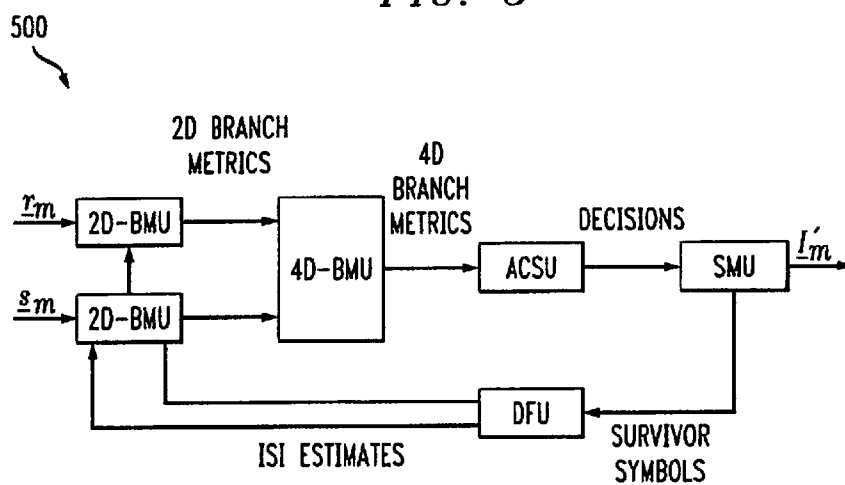 500
2D BRANCH
METRICS
4D
BRANCH
METRICS
DECISIONS
r_m
2D-BMU
4D-BMU
ACSU
SMU
I'_m
s_m
2D-BMU
DFU
ISI ESTIMATES
SURVIVOR
SYMBOLS